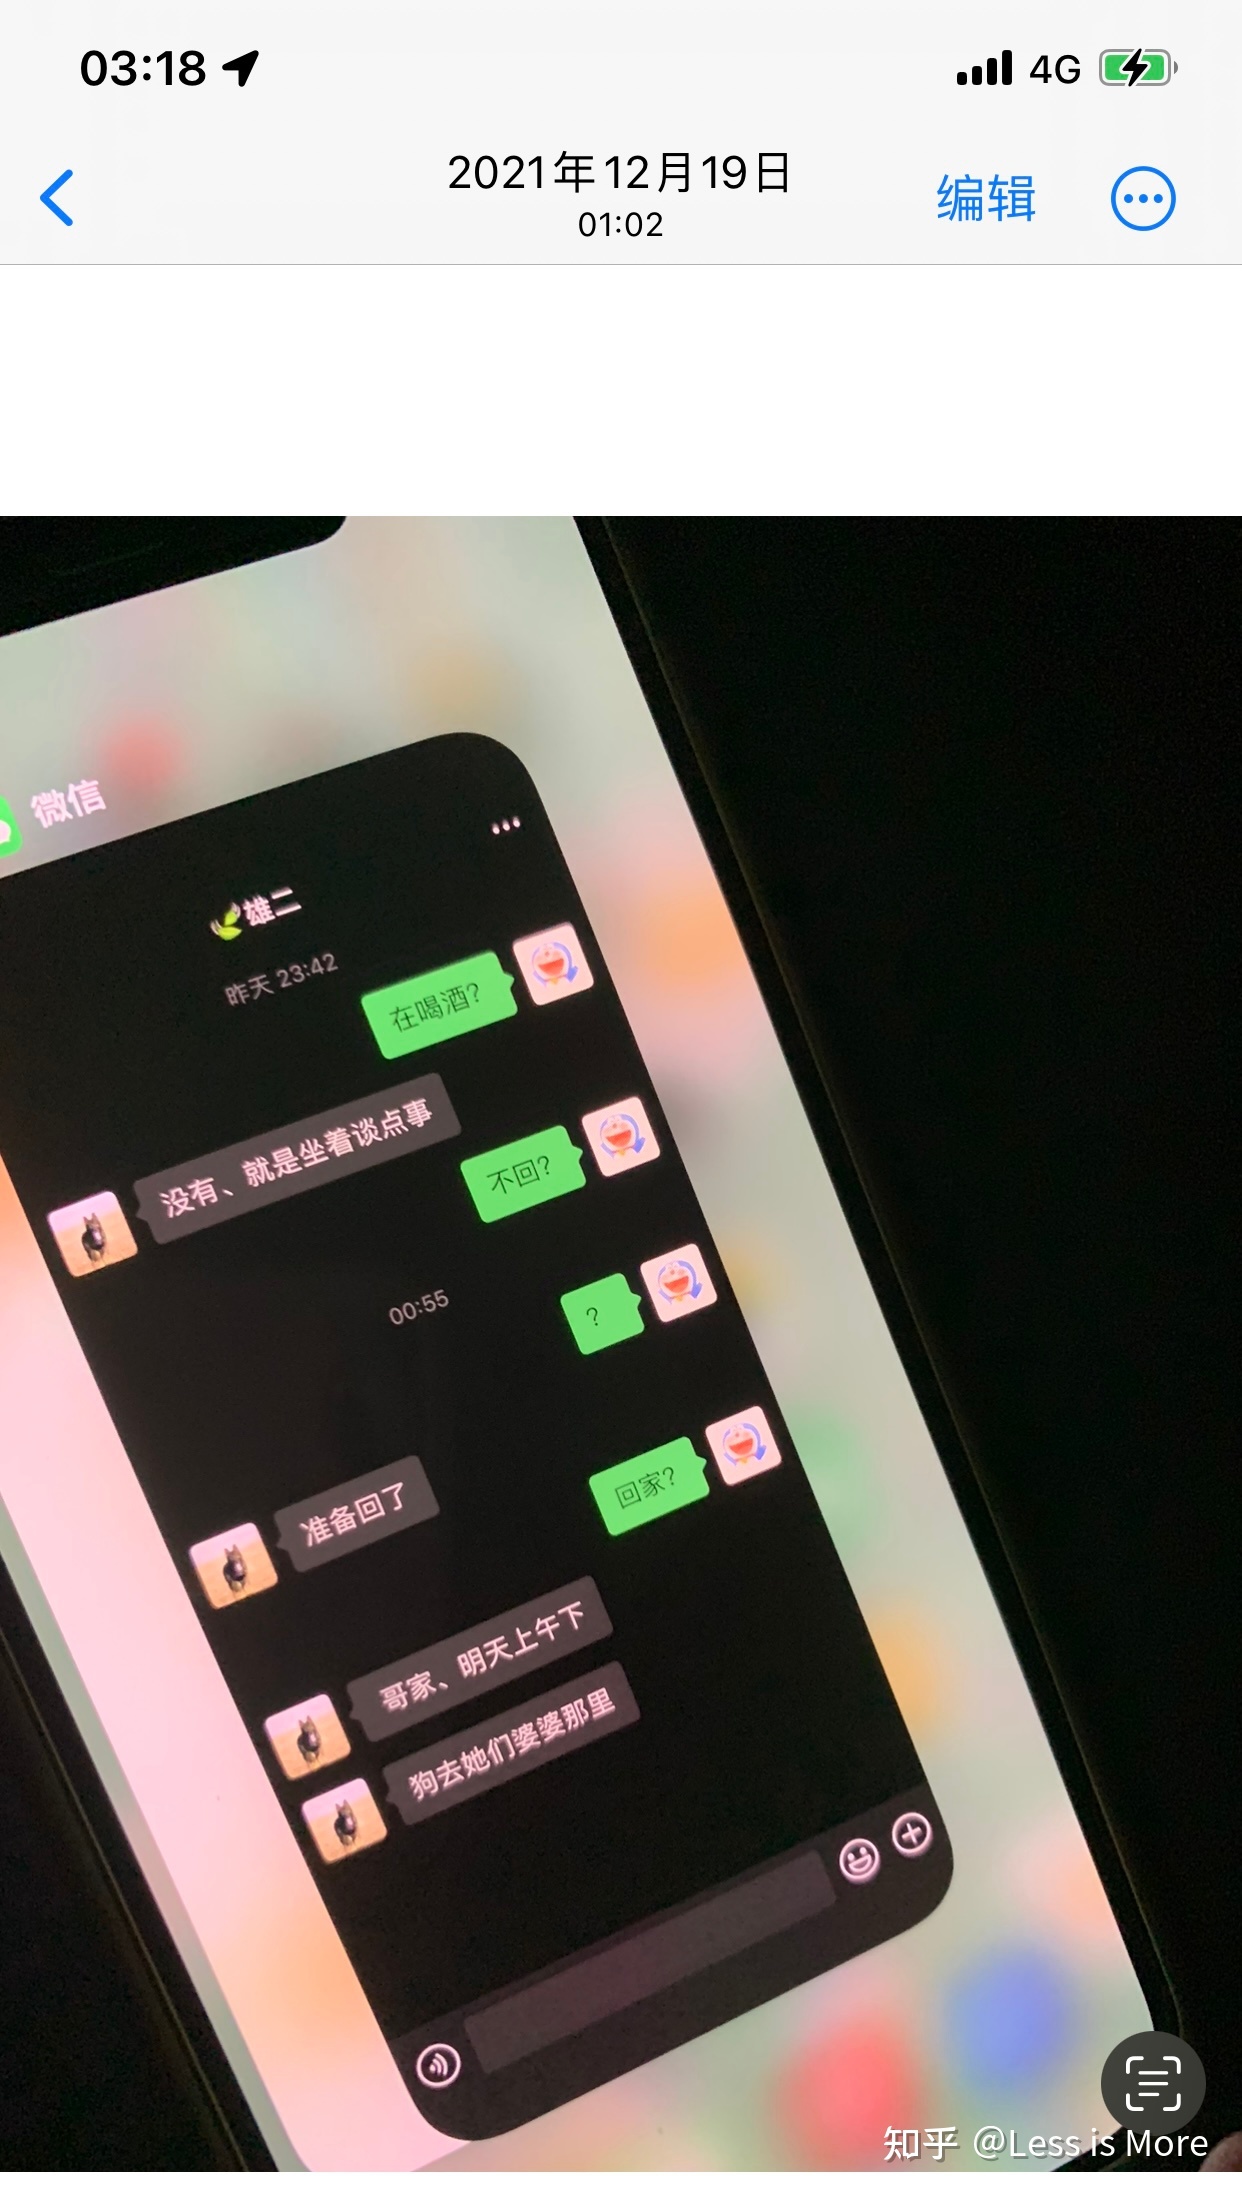 03:18
4G
2021年12月19日
01:02
编辑
微信
雄二
昨天 23:42
在喝酒？
没有、就是坐着谈点事
不回？
00:55
？
回家？
准备回了
哥家、明天上午下
狗去她们婆婆那里
知乎 @Less is More